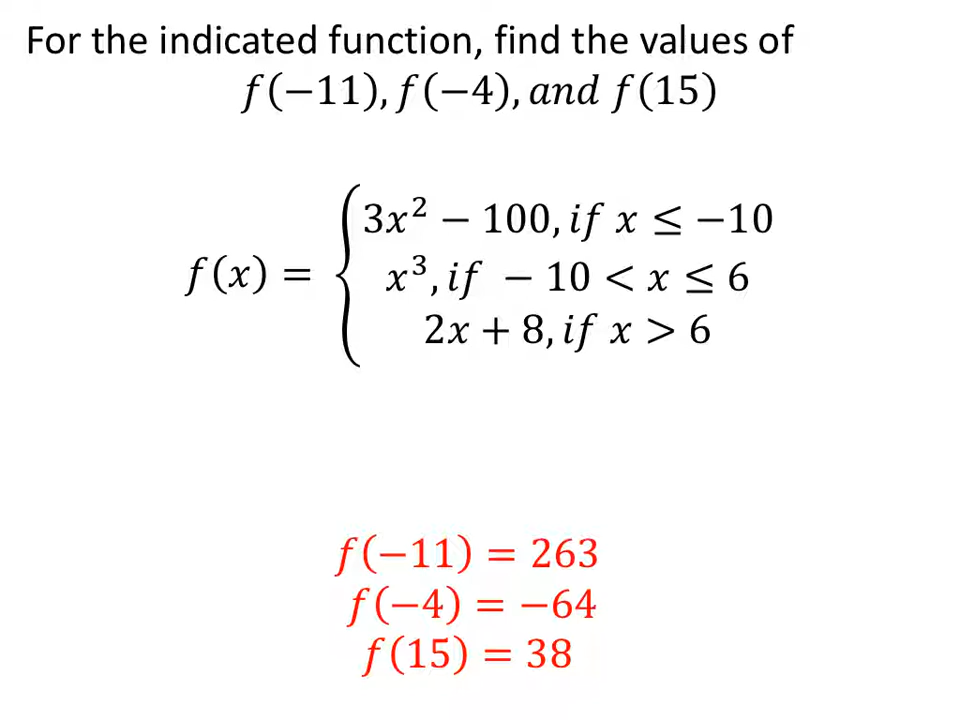 For the indicated function, find the values of
f(−11), f(−4), and f(15)
3x² − 100, if x ≤ −10
f(x) = { x³, if − 10 < x ≤ 6
2x + 8, if x > 6
f(−11) = 263
f(−4) = −64
f(15) = 38